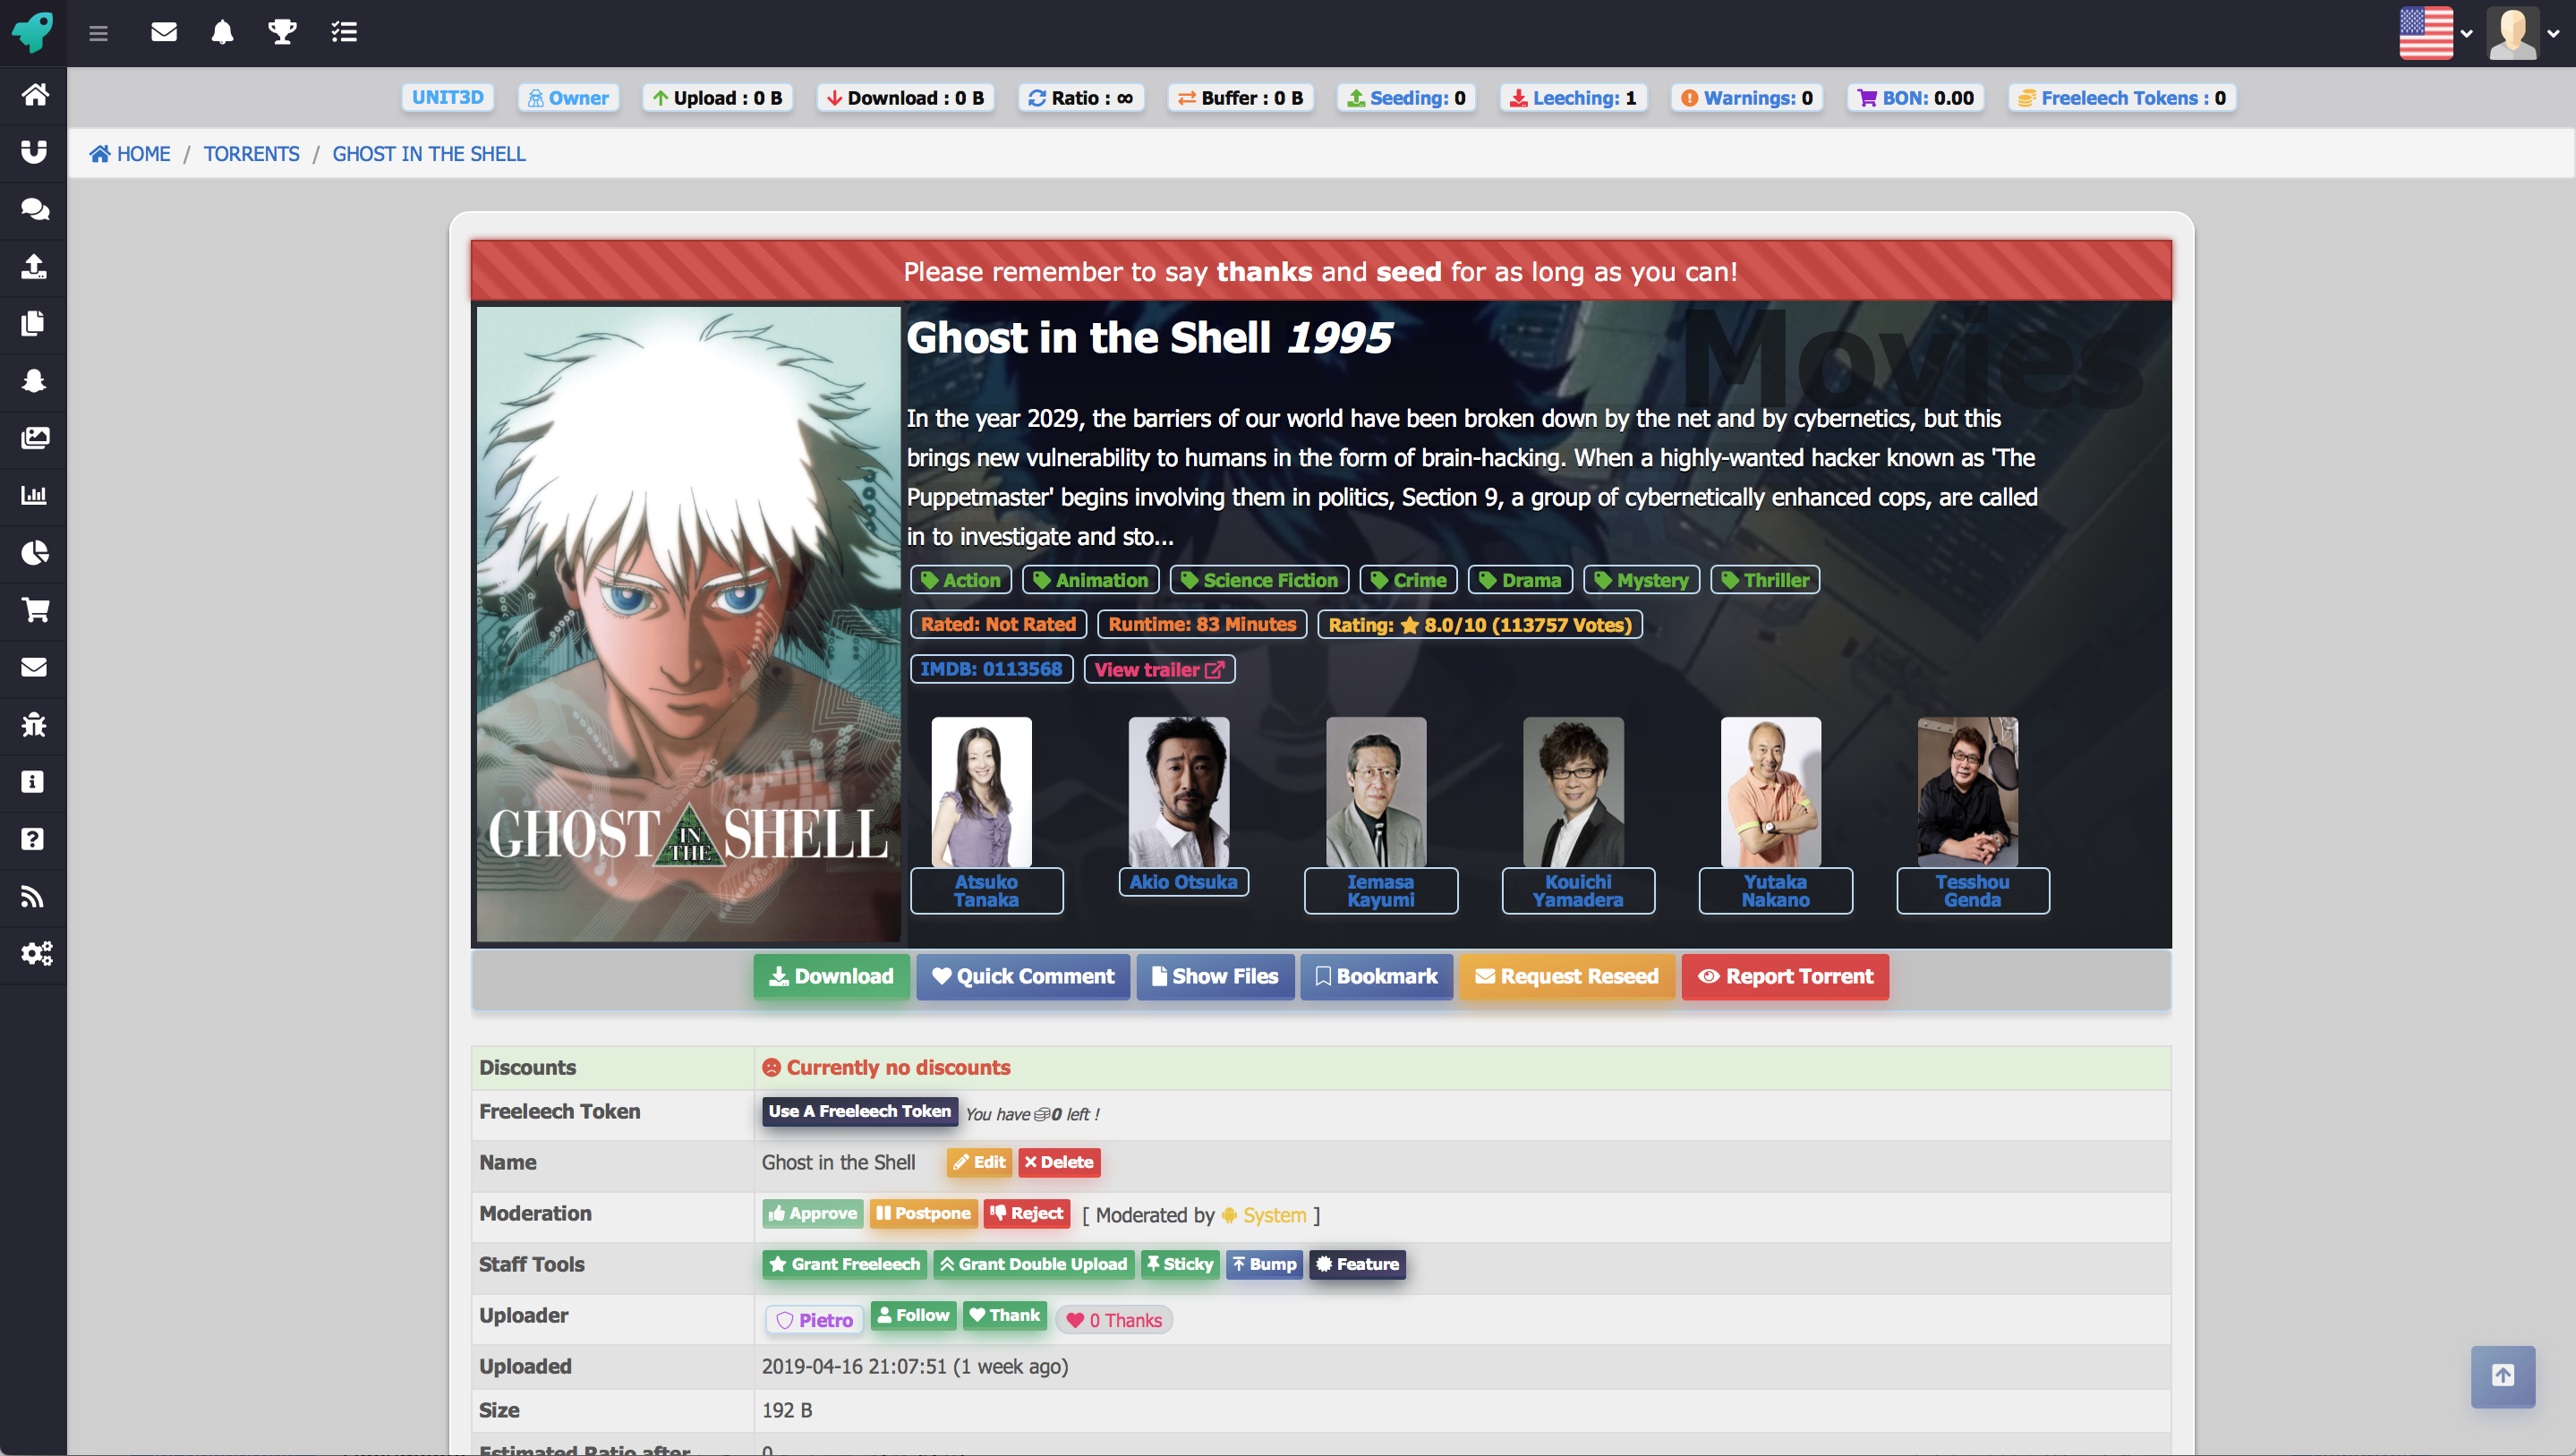 UNIT3D
Owner
Upload : 0 B
Download : 0 B
Ratio : ∞
Buffer : 0 B
Seeding: 0
Leeching: 1
Warnings: 0
BON: 0.00
Freeleech Tokens : 0
HOME / TORRENTS / GHOST IN THE SHELL
Please remember to say thanks and seed for as long as you can!
Movies
Ghost in the Shell 1995
In the year 2029, the barriers of our world have been broken down by the net and by cybernetics, but this
brings new vulnerability to humans in the form of brain-hacking. When a highly-wanted hacker known as 'The
Puppetmaster' begins involving them in politics, Section 9, a group of cybernetically enhanced cops, are called
in to investigate and sto...
Action Animation Science Fiction Crime Drama Mystery Thriller
Rated: Not Rated Runtime: 83 Minutes Rating: 8.0/10 (113757 Votes)
IMDB: 0113568 View trailer
GHOST IN THE SHELL
Atsuko
Tanaka
Akio Otsuka
Iemasa
Kayumi
Kouichi
Yamadera
Yutaka
Nakano
Tesshou
Genda
Download Quick Comment Show Files Bookmark Request Reseed Report Torrent
Discounts Currently no discounts
Freeleech Token Use A Freeleech Token You have 0 left !
Name Ghost in the Shell Edit Delete
Moderation Approve Postpone Reject [ Moderated by System ]
Staff Tools Grant Freeleech Grant Double Upload Sticky Bump Feature
Uploader Pietro Follow Thank 0 Thanks
Uploaded 2019-04-16 21:07:51 (1 week ago)
Size 192 B
Estimated Ratio after 0